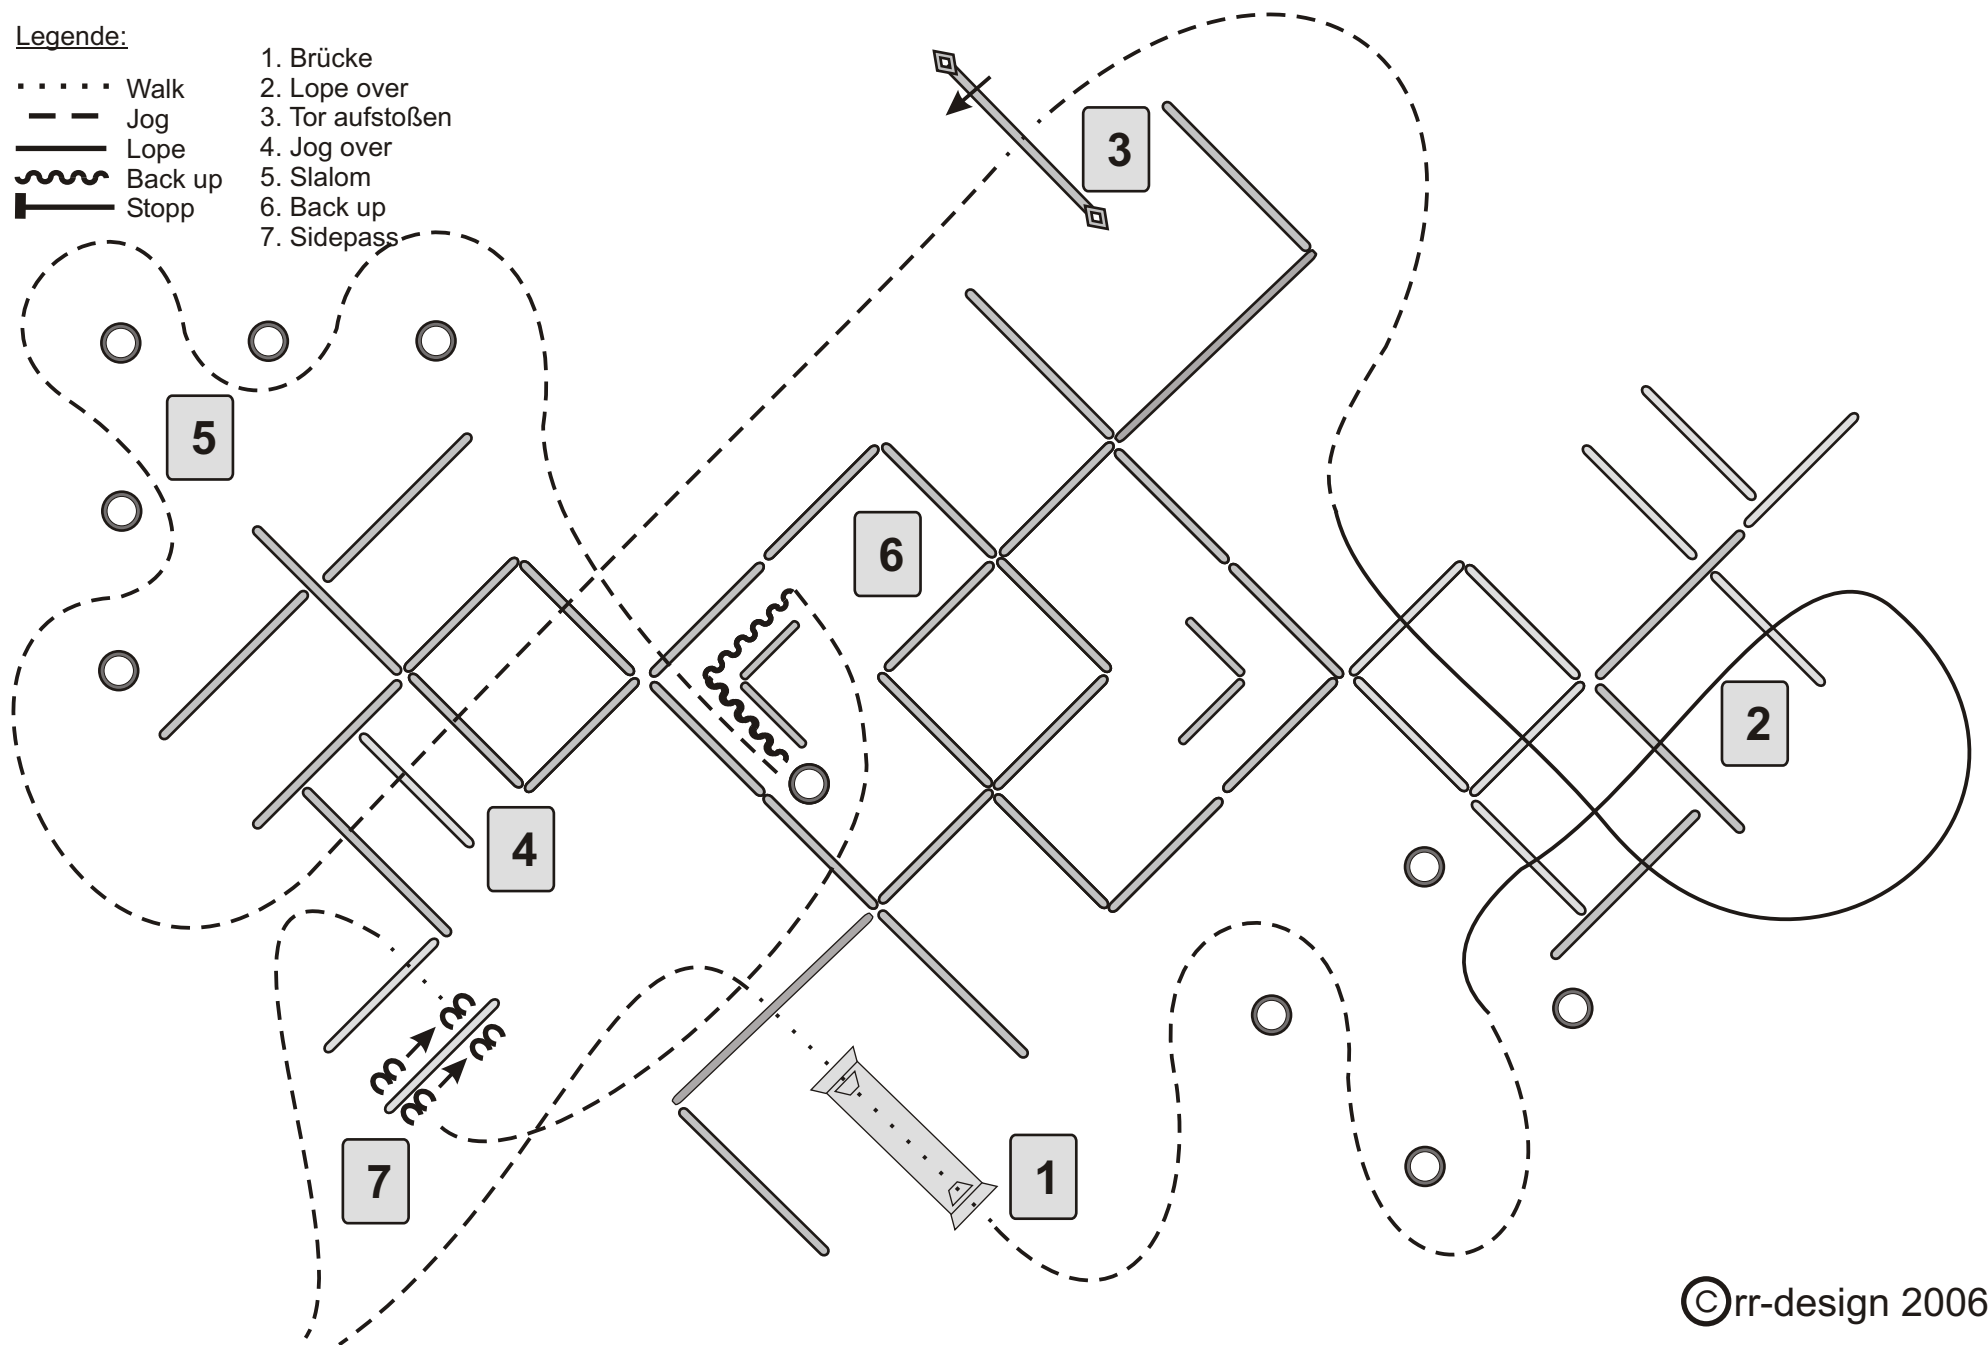 Legende:
Walk
Jog
Lope
Back up
Stopp
1. Brücke
2. Lope over
3. Tor aufstoßen
4. Jog over
5. Slalom
6. Back up
7. Sidepass
3
5
6
2
4
7
1
© rr-design 2006